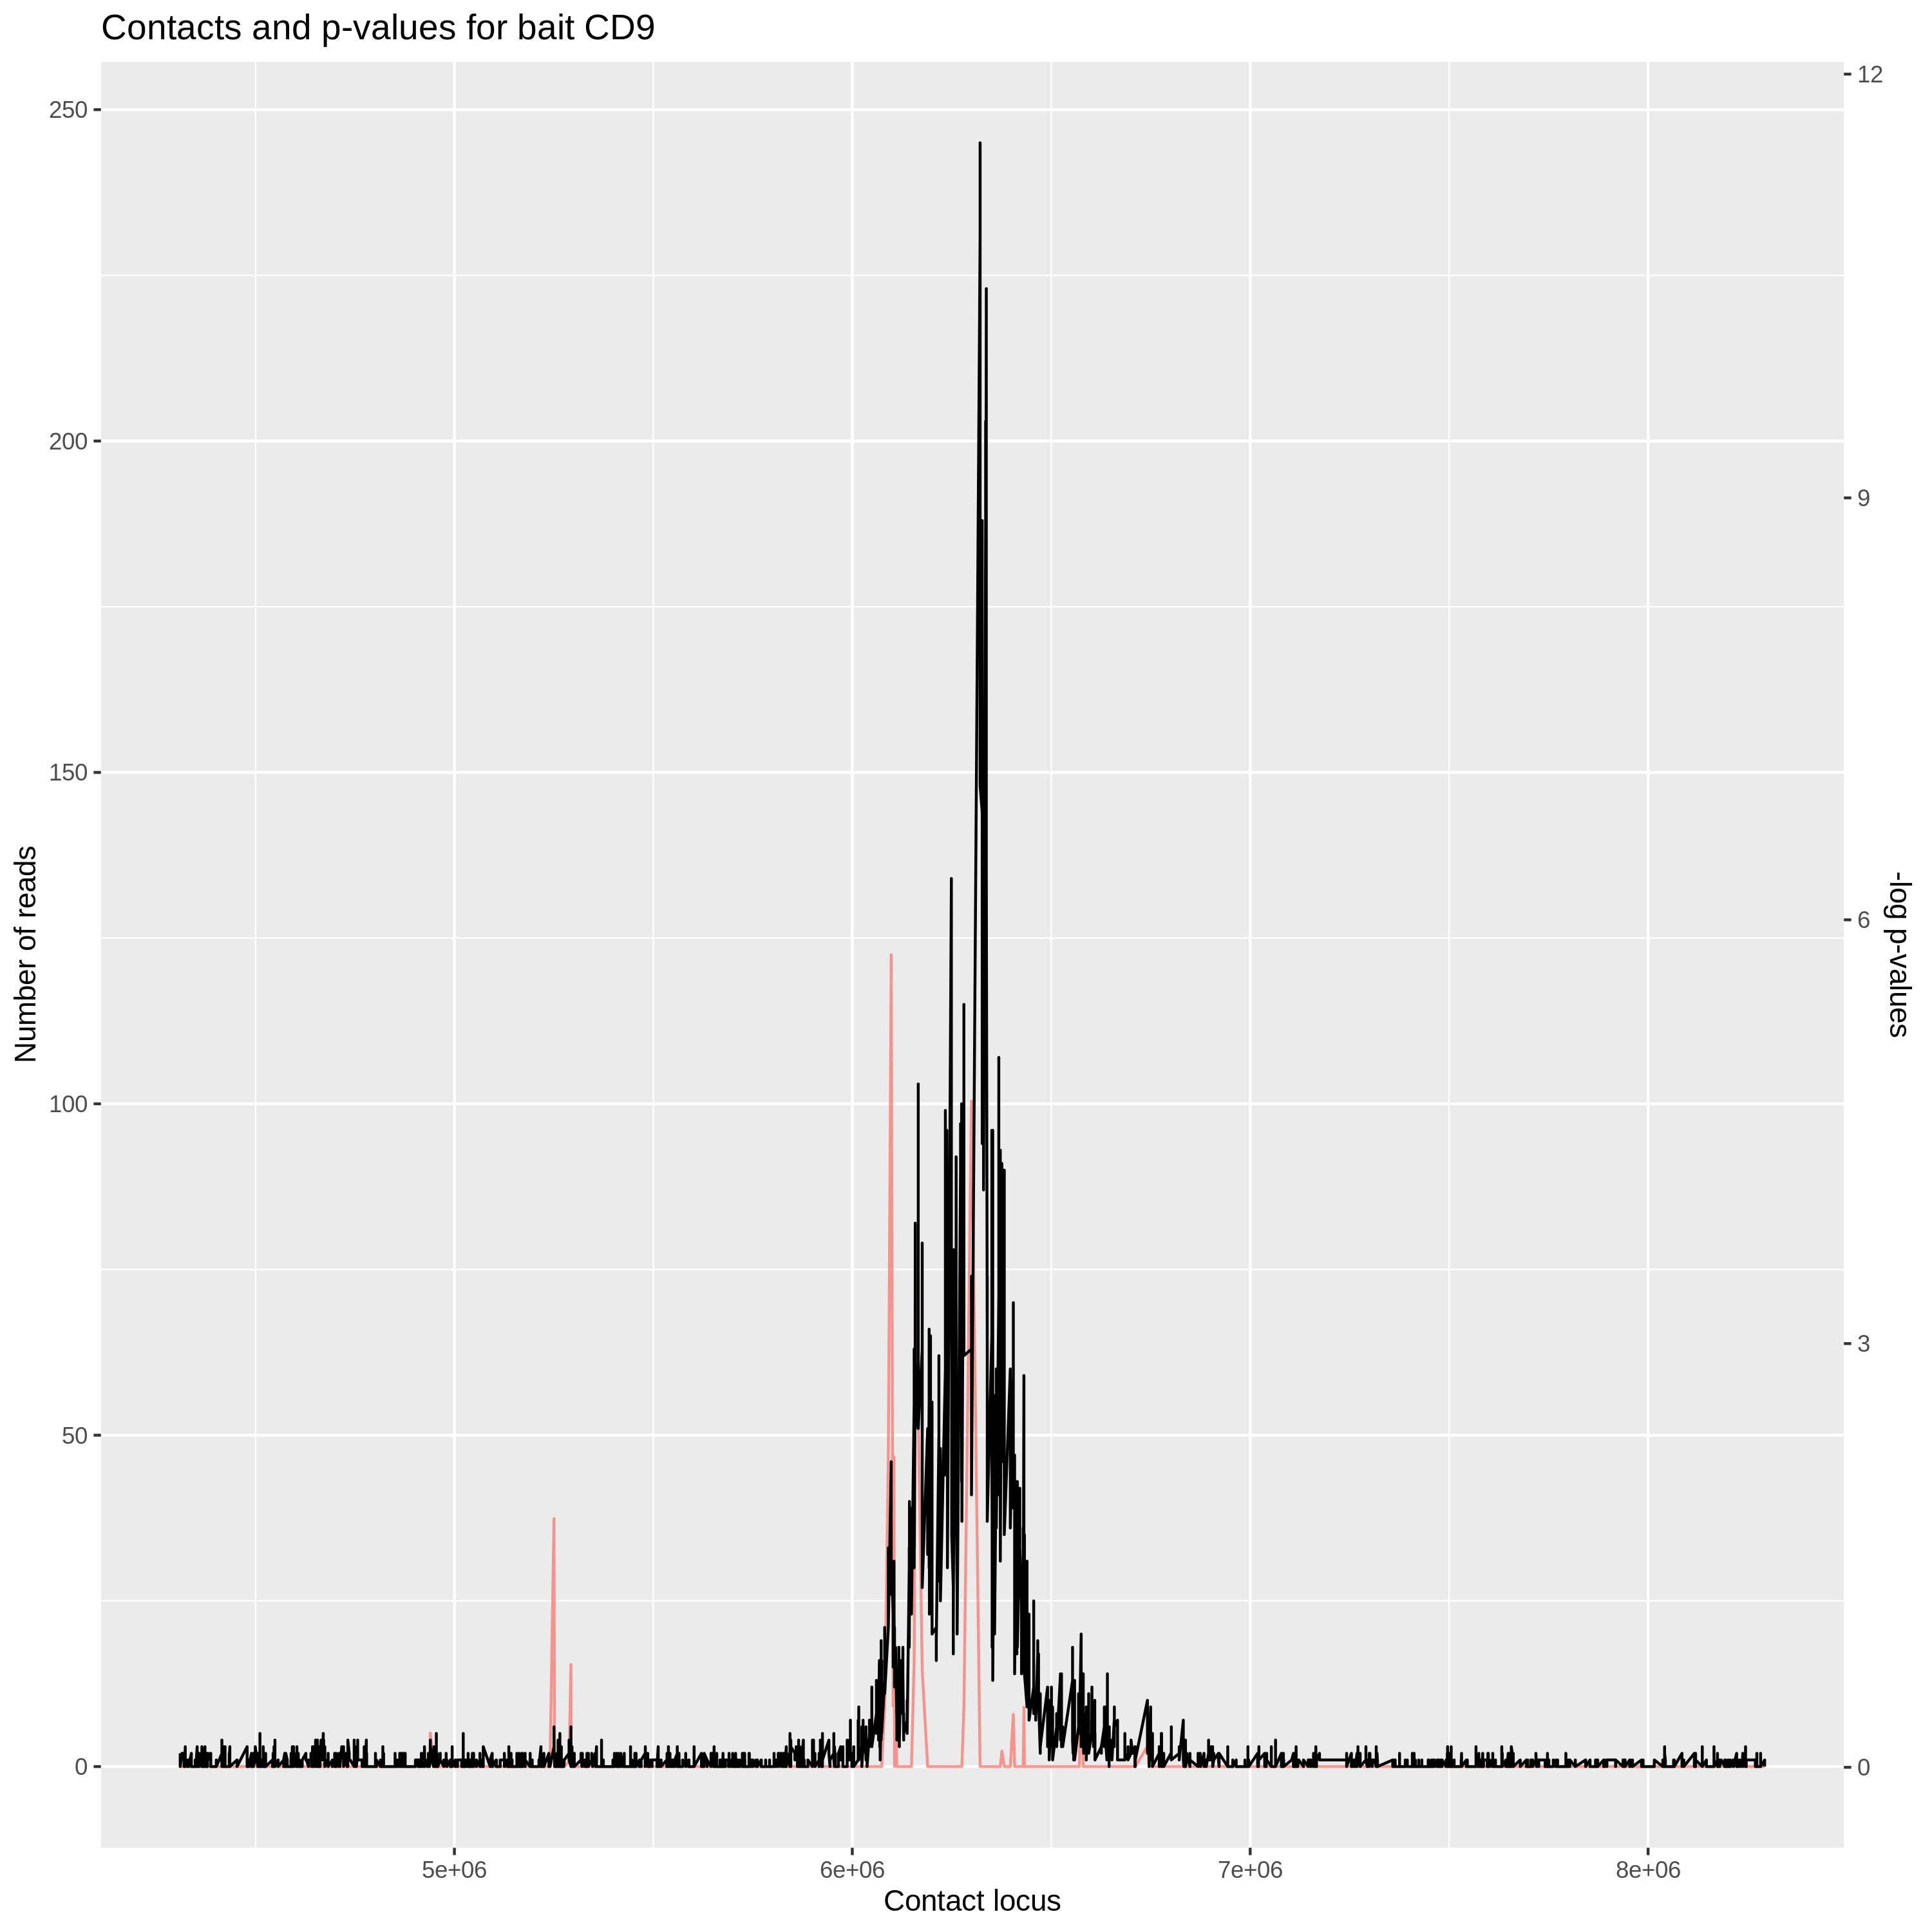 Contacts and p-values for bait CD9
250
200
150
100
50
0
Number of reads
12
9
6
3
0
-log p-values
5e+06
6e+06
7e+06
8e+06
Contact locus